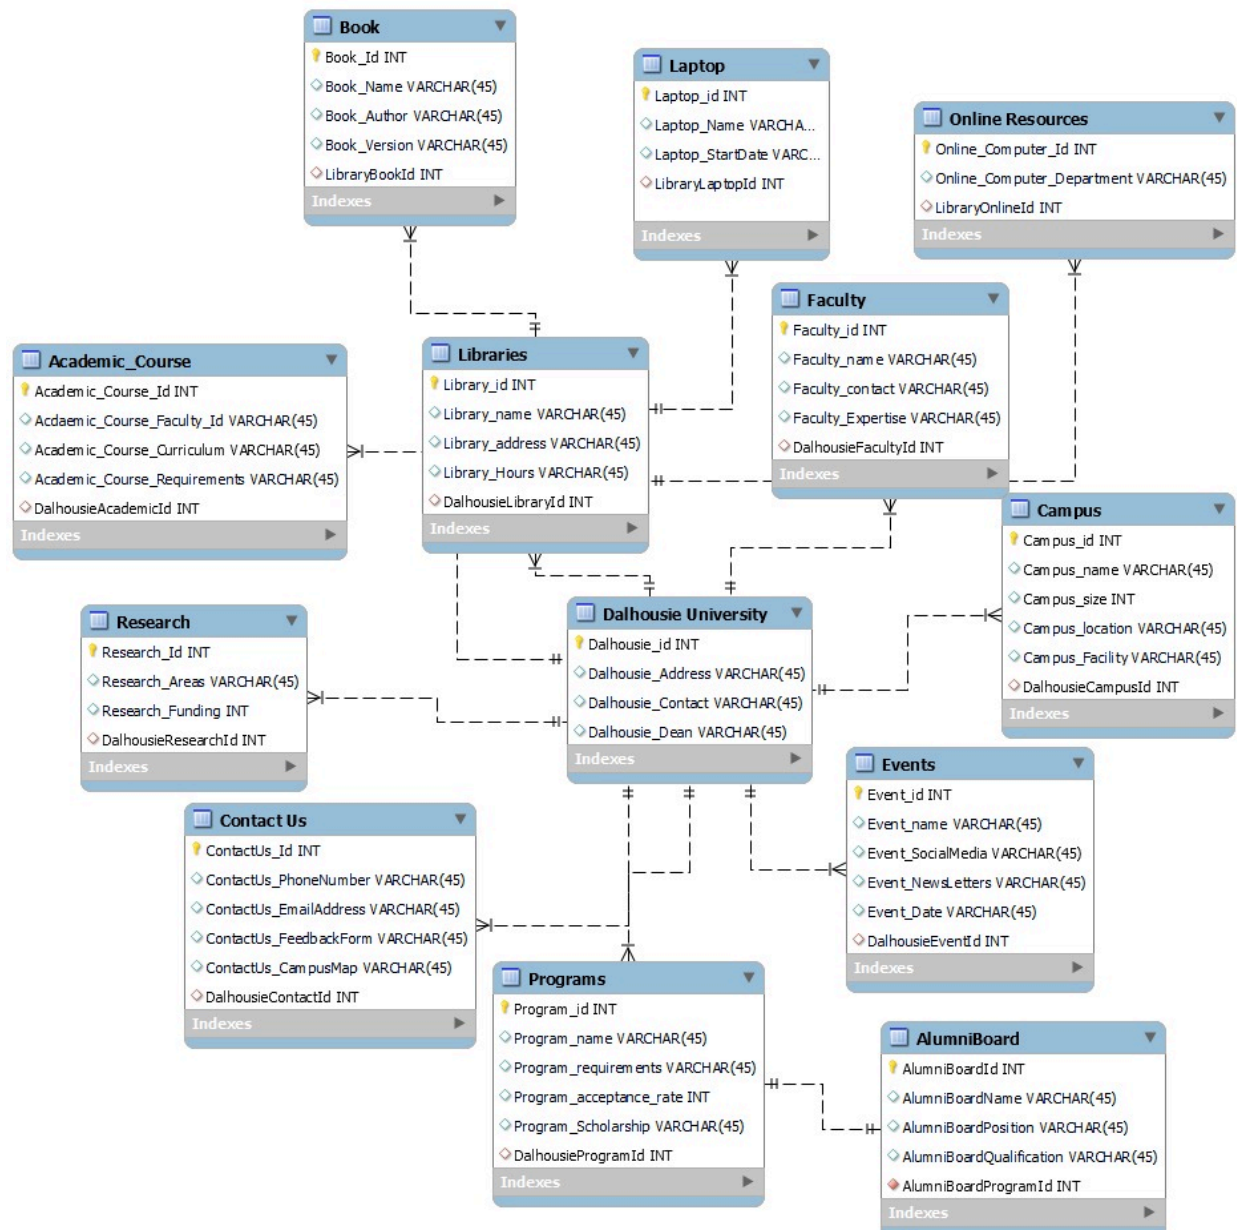 Book
Book_Id INT
Book_Name VARCHAR(45)
Book_Author VARCHAR(45)
Book_Version VARCHAR(45)
LibraryBookId INT
Indexes
Laptop
Laptop_id INT
Laptop_Name VARCHA...
Laptop_StartDate VARC...
LibraryLaptopId INT
Indexes
Online Resources
Online_Computer_Id INT
Online_Computer_Department VARCHAR(45)
LibraryOnlineId INT
Indexes
Faculty
Faculty_id INT
Faculty_name VARCHAR(45)
Faculty_contact VARCHAR(45)
Faculty_Expertise VARCHAR(45)
DalhousieFacultyId INT
Indexes
Academic_Course
Academic_Course_Id INT
Acdaemic_Course_Faculty_Id VARCHAR(45)
Academic_Course_Curriculum VARCHAR(45)
Academic_Course_Requirements VARCHAR(45)
DalhousieAcademicId INT
Indexes
Libraries
Library_id INT
Library_name VARCHAR(45)
Library_address VARCHAR(45)
Library_Hours VARCHAR(45)
DalhousieLibraryId INT
Indexes
Campus
Campus_id INT
Campus_name VARCHAR(45)
Campus_size INT
Campus_location VARCHAR(45)
Campus_Facility VARCHAR(45)
DalhousieCampusId INT
Indexes
Research
Research_Id INT
Research_Areas VARCHAR(45)
Research_Funding INT
DalhousieResearchId INT
Indexes
Dalhousie University
Dalhousie_id INT
Dalhousie_Address VARCHAR(45)
Dalhousie_Contact VARCHAR(45)
Dalhousie_Dean VARCHAR(45)
Indexes
Events
Event_id INT
Event_name VARCHAR(45)
Event_SocialMedia VARCHAR(45)
Event_NewsLetters VARCHAR(45)
Event_Date VARCHAR(45)
DalhousieEventId INT
Indexes
Contact Us
ContactUs_Id INT
ContactUs_PhoneNumber VARCHAR(45)
ContactUs_EmailAddress VARCHAR(45)
ContactUs_FeedbackForm VARCHAR(45)
ContactUs_CampusMap VARCHAR(45)
DalhousieContactId INT
Indexes
Programs
Program_id INT
Program_name VARCHAR(45)
Program_requirements VARCHAR(45)
Program_acceptance_rate INT
Program_Scholarship VARCHAR(45)
DalhousieProgramId INT
Indexes
AlumniBoard
AlumniBoardId INT
AlumniBoardName VARCHAR(45)
AlumniBoardPosition VARCHAR(45)
AlumniBoardQualification VARCHAR(45)
AlumniBoardProgramId INT
Indexes